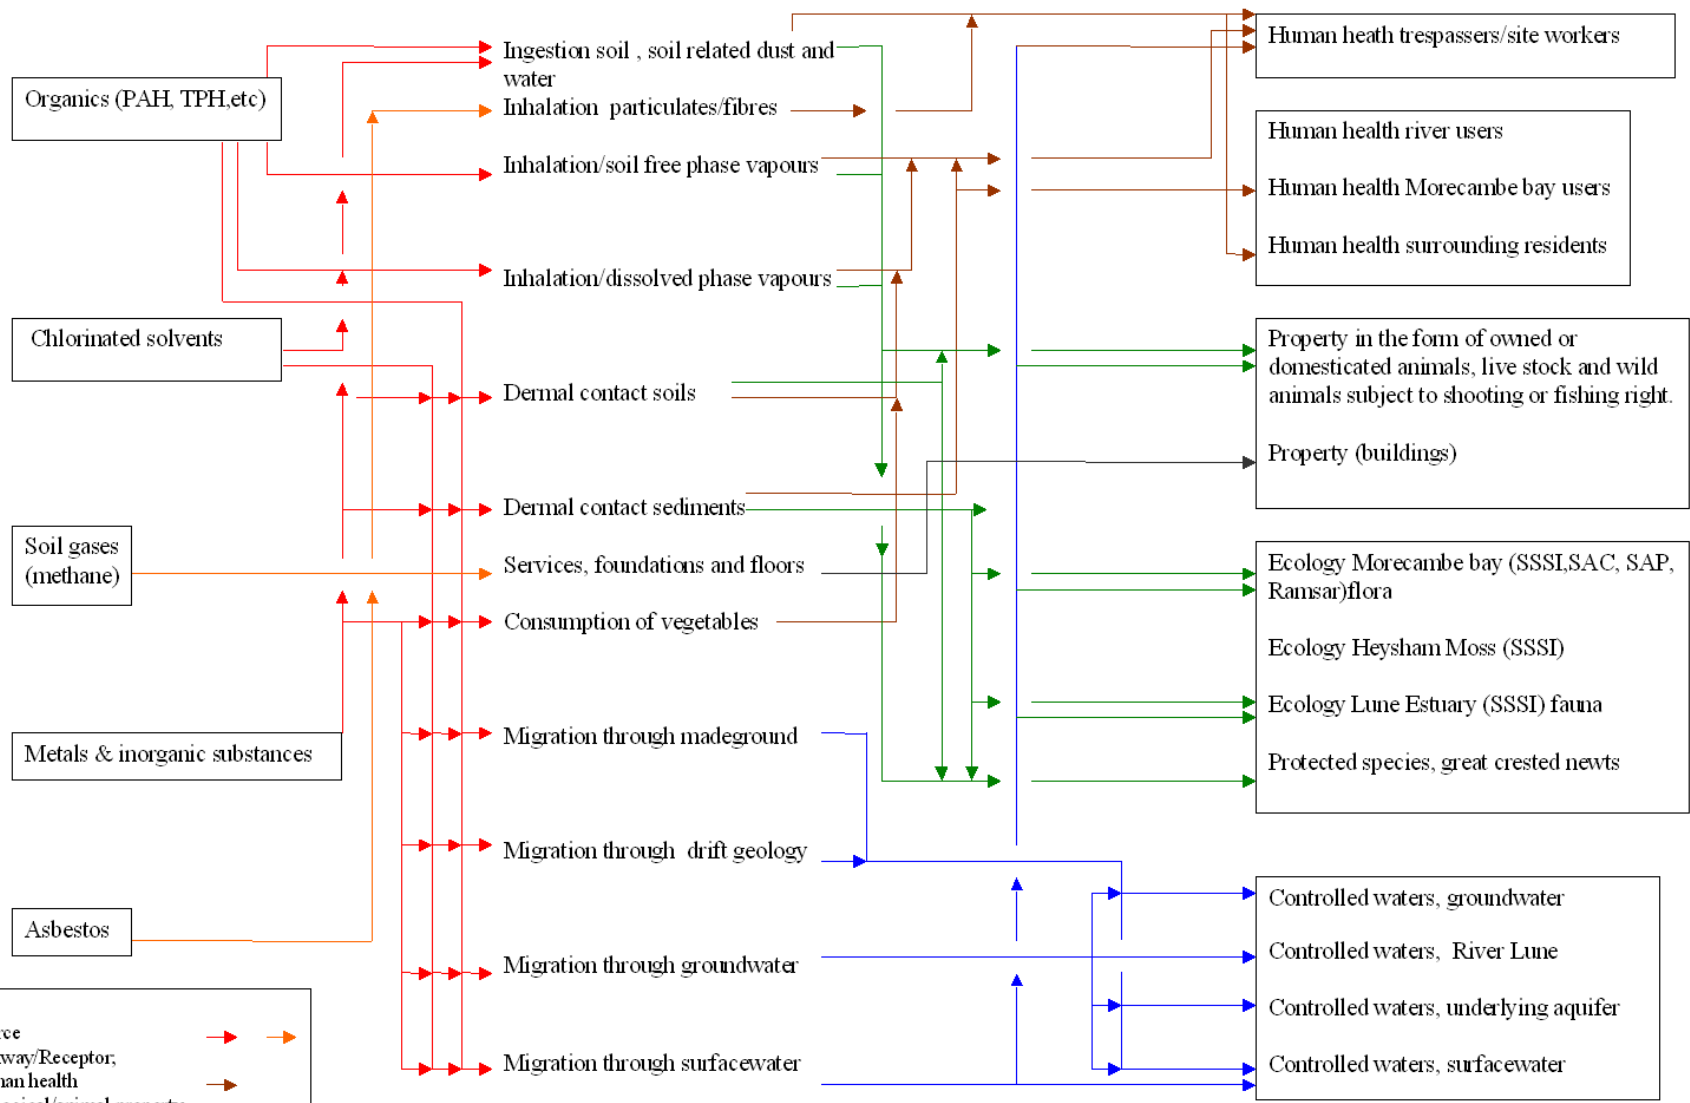 Organics (PAH, TPH,etc)
Chlorinated solvents
Soil gases
(methane)
Metals & inorganic substances
Asbestos
rce
way/Receptor;
nan health
Ingestion soil , soil related dust and
water
Inhalation particulates/fibres
Inhalation/soil free phase vapours
Inhalation/dissolved phase vapours
Dermal contact soils
Dermal contact sediments
Services, foundations and floors
Consumption of vegetables
Migration through madeground
Migration through drift geology
Migration through groundwater
Migration through surfacewater
Human heath trespassers/site workers
Human health river users
Human health Morecambe bay users
Human health surrounding residents
Property in the form of owned or
domesticated animals, live stock and wild
animals subject to shooting or fishing right.
Property (buildings)
Ecology Morecambe bay (SSSI,SAC, SAP,
Ramsar)flora
Ecology Heysham Moss (SSSI)
Ecology Lune Estuary (SSSI) fauna
Protected species, great crested newts
Controlled waters, groundwater
Controlled waters, River Lune
Controlled waters, underlying aquifer
Controlled waters, surfacewater